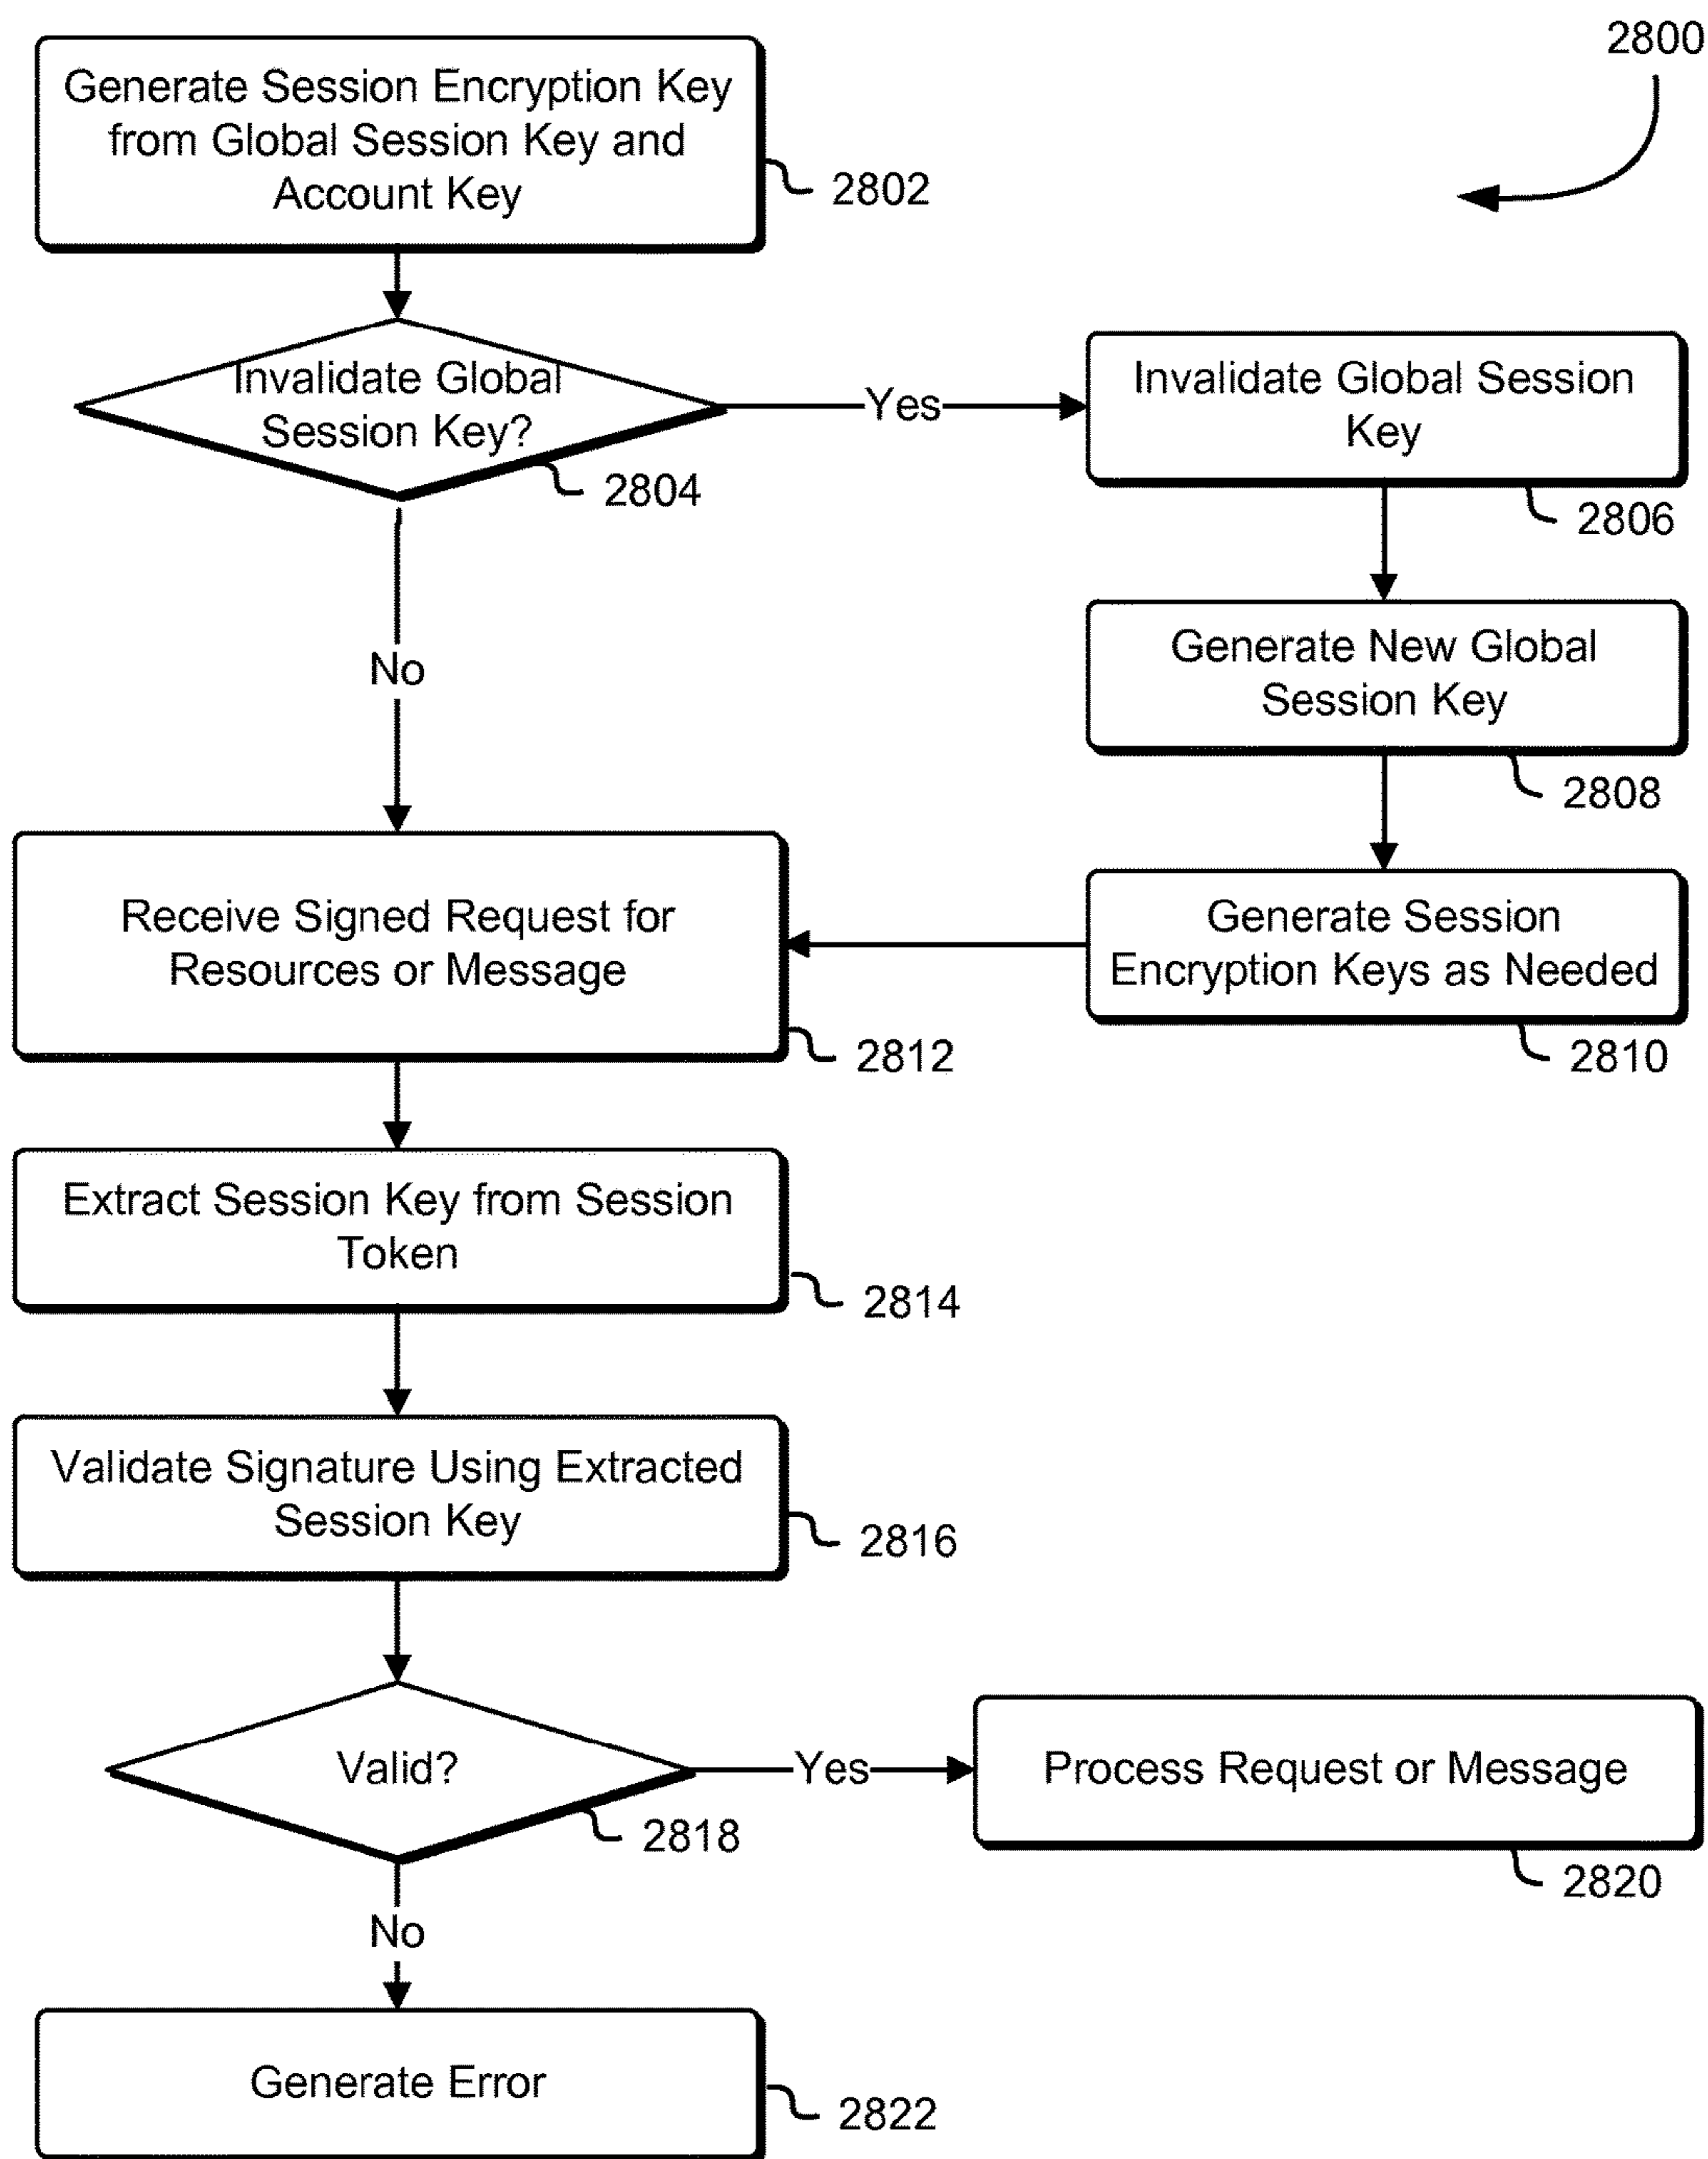 2800
Generate Session Encryption Key
from Global Session Key and
Account Key
2802
Invalidate Global
Session Key?
2804
Yes
Invalidate Global Session
Key
2806
No
Generate New Global
Session Key
2808
Generate Session
Encryption Keys as Needed
2810
Receive Signed Request for
Resources or Message
2812
Extract Session Key from Session
Token
2814
Validate Signature Using Extracted
Session Key
2816
Valid?
2818
Yes
Process Request or Message
2820
No
Generate Error
2822